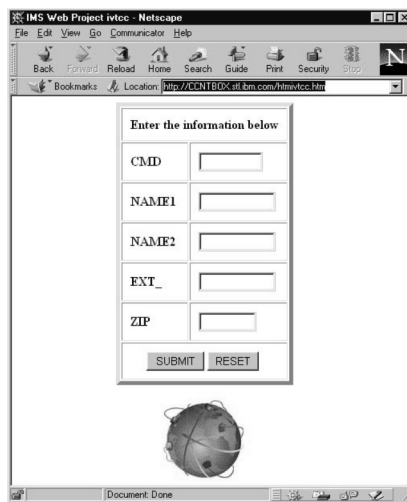 IMS Web Project ivtcc - Netscape
File Edit View Go Communicator Help
Back Forward Reload Home Search Guide Print Security Stop
N
Bookmarks Location: http://CCNTBOX.stl.ibm.com/htmivtcc.htm
Enter the information below
CMD
NAME1
NAME2
EXT_
ZIP
SUBMIT RESET
Document: Done